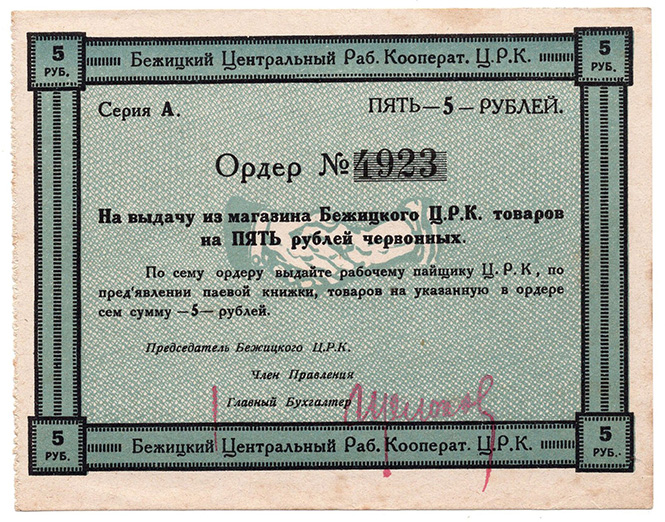 5
РУБ.
Бежицкий Центральный Раб. Кооперат. Ц.Р.К.
5
РУБ.
Серия А.
ПЯТЬ—5—РУБЛЕЙ.
Ордер № 4923
На выдачу из магазина Бежицкого Ц.Р.К. товаров
на ПЯТЬ рублей червонных.
По сему ордеру выдайте рабочему пайщику Ц. Р. К, по
пред'явлении паевой книжки, товаров на указанную в ордере
сем сумму —5— рублей.
Председатель Бежицкого Ц.Р.К.
Член Правления
Главный Бухгалтер
5
РУБ.
Бежицкий Центральный Раб. Кооперат. Ц.Р.К.
5
РУБ.